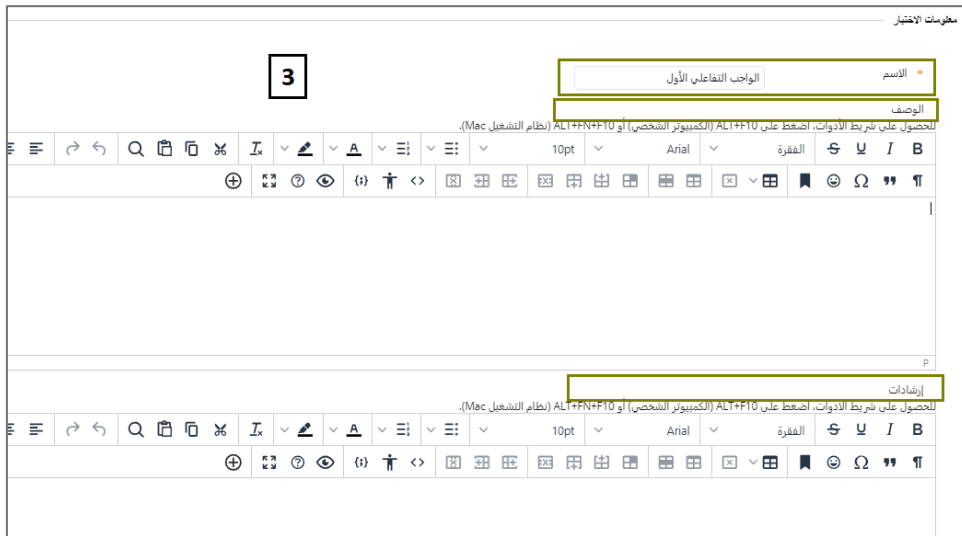 معلومات الاختبار
3
* الاسم الواجب التفاعلي الأول
الوصف
للحصول على شريط الأدوات، اضغط على ALT+F10 (الكمبيوتر الشخصي) أو ALT+FN+F10 (نظام التشغيل Mac).
B I U S الفقرة Arial 10pt
P
إرشادات
للحصول على شريط الأدوات، اضغط على ALT+F10 (الكمبيوتر الشخصي) أو ALT+FN+F10 (نظام التشغيل Mac).
B I U S الفقرة Arial 10pt